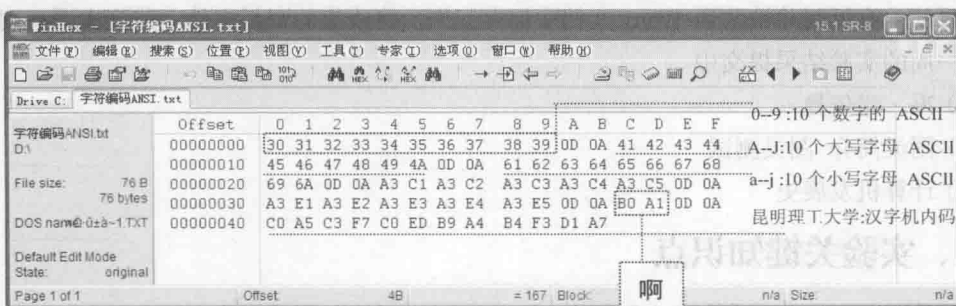 WinHex - [字符编码ANSI.txt] 15.1 SR-8
文件(F) 编辑(E) 搜索(S) 位置(P) 视图(V) 工具(T) 专家(I) 选项(O) 窗口(W) 帮助(H)
Drive C: 字符编码ANSI.txt
字符编码ANSI.txt
D:\
File size: 76 B
76 bytes
Default Edit Mode
State: original
Offset 0 1 2 3 4 5 6 7 8 9 A B C D E F
00000000 30 31 32 33 34 35 36 37 38 39 0D 0A 41 42 43 44
00000010 45 46 47 48 49 4A 0D 0A 61 62 63 64 65 66 67 68
00000020 69 6A 0D 0A A3 C1 A3 C2 A3 C3 A3 C4 A3 C5 0D 0A
00000030 A3 E1 A3 E2 A3 E3 A3 E4 A3 E5 0D 0A B0 A1 0D 0A
00000040 C0 A5 C3 F7 C0 ED B9 A4 B4 F3 D1 A7
0--9 :10 个数字的 ASCII
A--J:10 个大写字母 ASCII
a--j :10 个小写字母 ASCII
昆明理工大学:汉字机内码
啊
Page 1 of 1 Offset: 4B = 167 Block: n/a Size: n/a